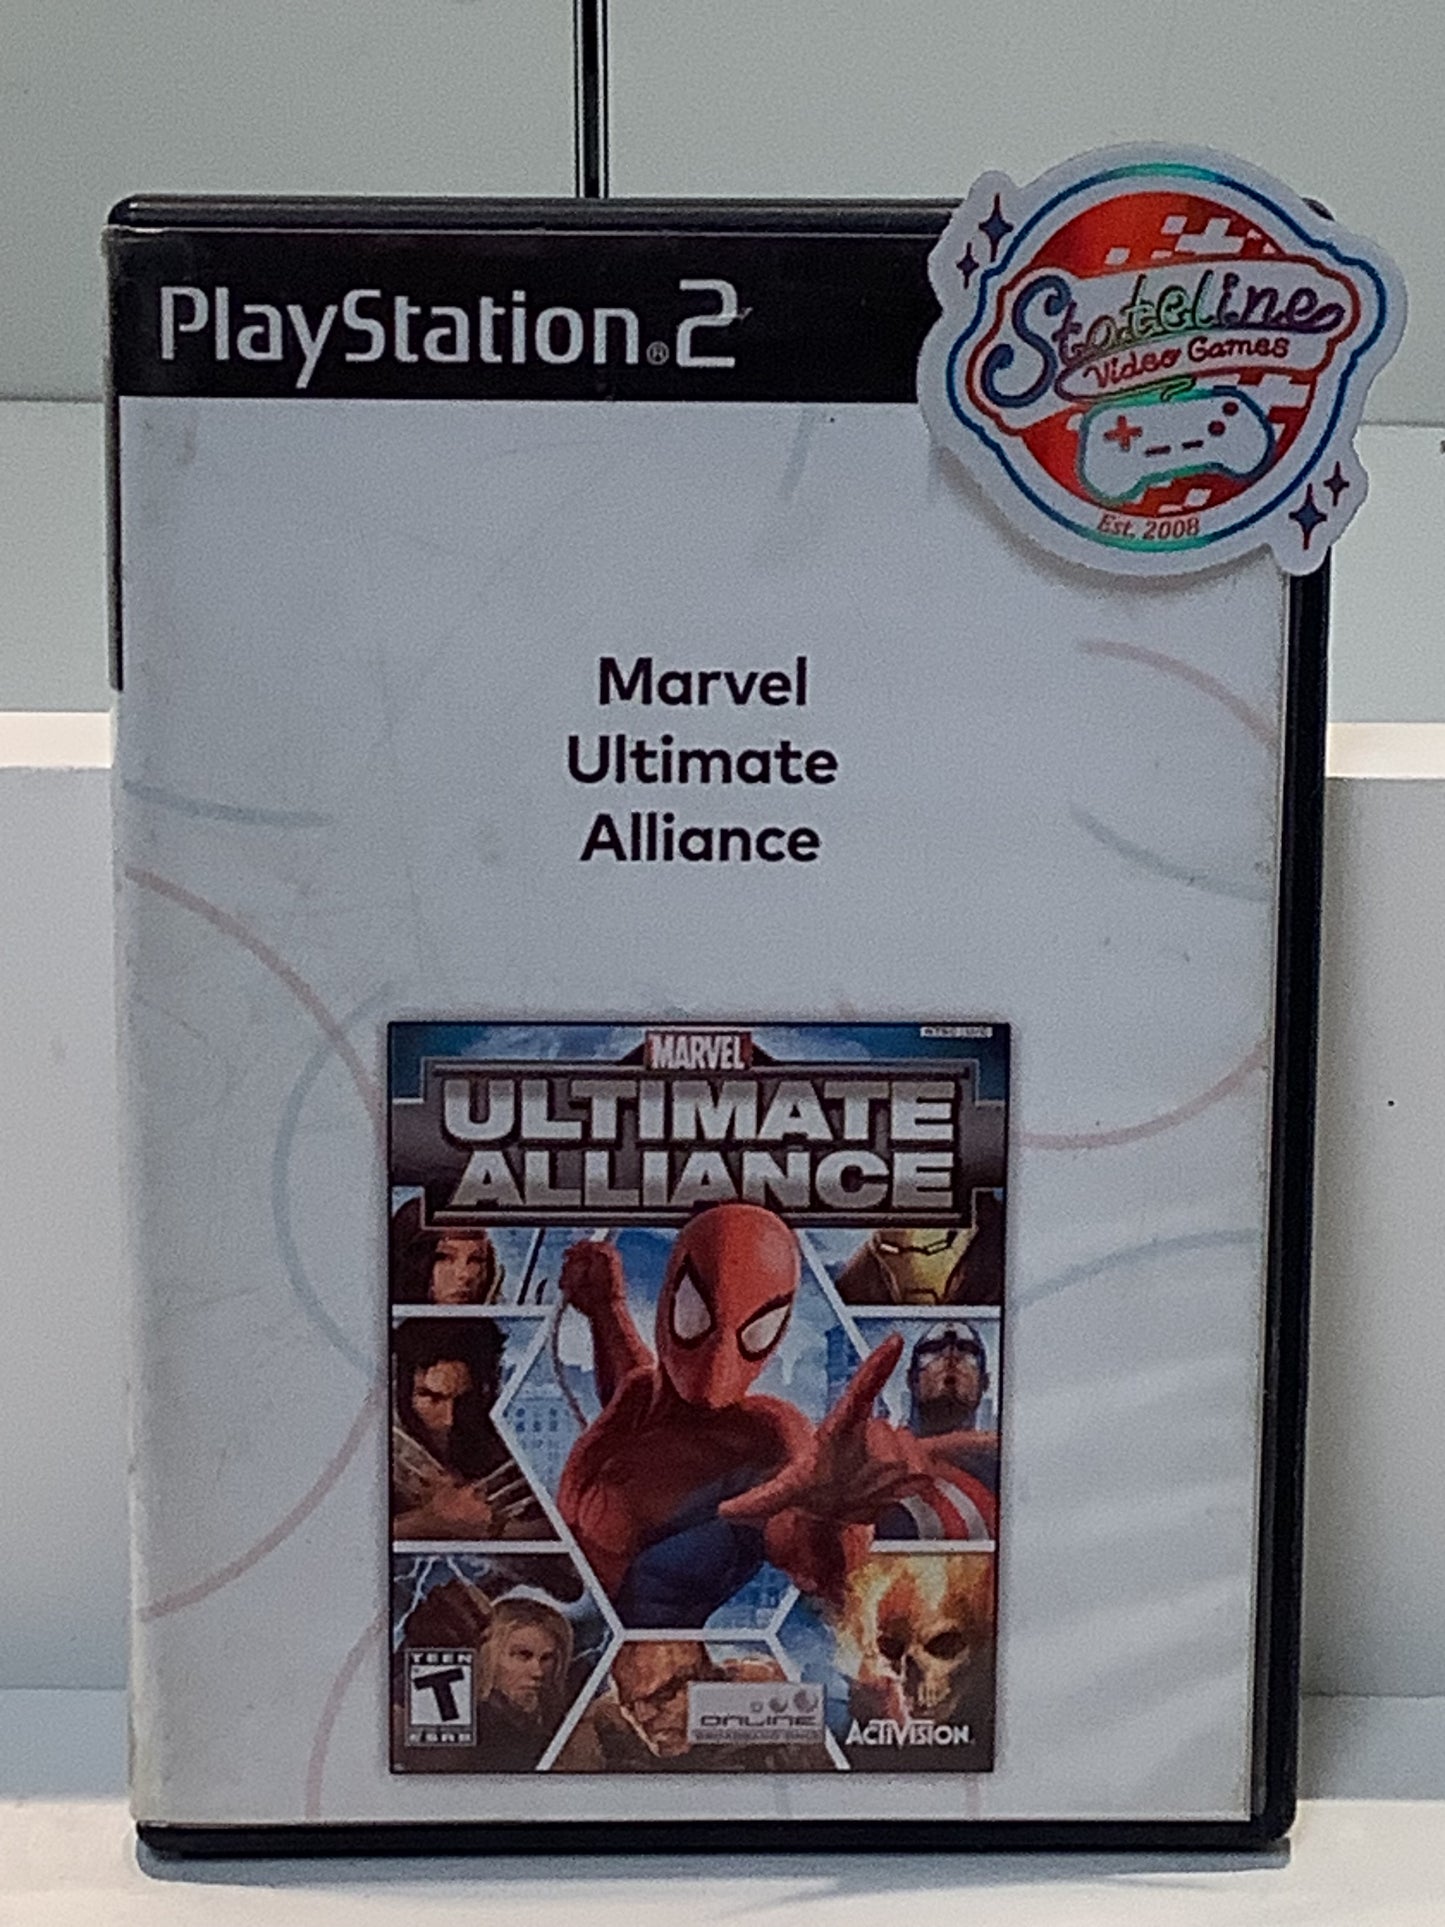 PlayStation®2
Stateline
Video Games
Est. 2008
Marvel
Ultimate
Alliance
MARVEL
ULTIMATE
ALLIANCE
TEEN
T
ESRB
ONLINE
ACTIVISION